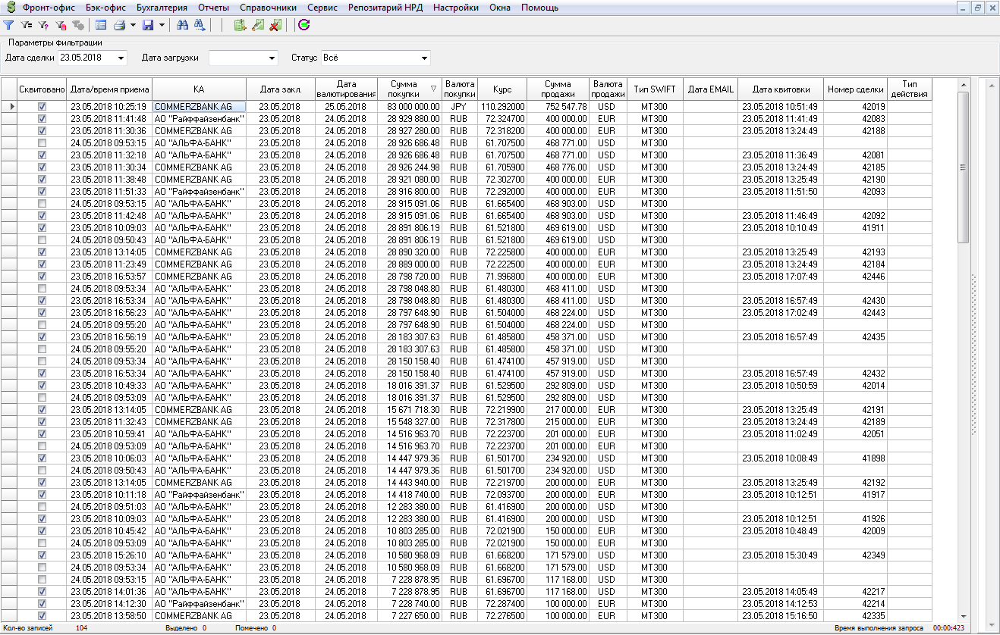 Фронт-офис Бэк-офис Бухгалтерия Отчеты Справочники Сервис Репозитарий НРД Настройки Окна Помощь
Параметры фильтрации
Дата сделки 23.05.2018 Дата загрузки Статус Всё
Сквитовано Дата/время приема КА Дата закл. Дата валютирования Сумма покупки Валюта покупки Курс Сумма продажи Валюта продажи Тип SWIFT Дата EMAIL Дата квитовки Номер сделки Тип действия
23.05.2018 10:25:19 COMMERZBANK AG 23.05.2018 25.05.2018 83 000 000.00 JPY 110.292000 752 547.78 USD MT300 23.05.2018 10:51:49 42019
23.05.2018 11:41:48 АО "Райффайзенбанк" 23.05.2018 24.05.2018 28 929 880.00 RUB 72.324700 400 000.00 EUR MT300 23.05.2018 11:41:49 42083
23.05.2018 11:30:36 COMMERZBANK AG 23.05.2018 24.05.2018 28 927 280.00 RUB 72.318200 400 000.00 EUR MT300 23.05.2018 13:24:49 42188
24.05.2018 09:53:15 АО "АЛЬФА-БАНК" 23.05.2018 24.05.2018 28 926 686.48 RUB 61.707500 468 771.00 USD MT300
23.05.2018 11:32:18 АО "АЛЬФА-БАНК" 23.05.2018 24.05.2018 28 926 686.48 RUB 61.707500 468 771.00 USD MT300 23.05.2018 11:36:49 42081
23.05.2018 11:30:34 COMMERZBANK AG 23.05.2018 24.05.2018 28 926 244.98 RUB 61.705900 468 776.00 USD MT300 23.05.2018 13:24:49 42185
23.05.2018 11:38:48 COMMERZBANK AG 23.05.2018 24.05.2018 28 921 080.00 RUB 72.302700 400 000.00 EUR MT300 23.05.2018 13:25:49 42190
23.05.2018 11:51:33 АО "Райффайзенбанк" 23.05.2018 24.05.2018 28 916 800.00 RUB 72.292000 400 000.00 EUR MT300 23.05.2018 11:51:50 42093
24.05.2018 09:53:15 АО "АЛЬФА-БАНК" 23.05.2018 24.05.2018 28 915 091.06 RUB 61.665400 468 903.00 USD MT300
23.05.2018 11:42:48 АО "АЛЬФА-БАНК" 23.05.2018 24.05.2018 28 915 091.06 RUB 61.665400 468 903.00 USD MT300 23.05.2018 11:46:49 42092
23.05.2018 10:09:03 АО "АЛЬФА-БАНК" 23.05.2018 24.05.2018 28 891 806.19 RUB 61.521800 469 619.00 USD MT300 23.05.2018 10:10:49 41911
24.05.2018 09:50:43 АО "АЛЬФА-БАНК" 23.05.2018 24.05.2018 28 891 806.19 RUB 61.521800 469 619.00 USD MT300
23.05.2018 13:14:05 COMMERZBANK AG 23.05.2018 24.05.2018 28 890 320.00 RUB 72.225800 400 000.00 EUR MT300 23.05.2018 13:25:49 42193
23.05.2018 11:23:49 COMMERZBANK AG 23.05.2018 24.05.2018 28 889 000.00 RUB 72.222500 400 000.00 EUR MT300 23.05.2018 13:24:49 42184
23.05.2018 16:53:57 COMMERZBANK AG 23.05.2018 24.05.2018 28 798 720.00 RUB 71.996800 400 000.00 EUR MT300 23.05.2018 17:07:49 42446
24.05.2018 09:53:34 АО "АЛЬФА-БАНК" 23.05.2018 24.05.2018 28 798 048.80 RUB 61.480300 468 411.00 USD MT300
23.05.2018 16:53:34 АО "АЛЬФА-БАНК" 23.05.2018 24.05.2018 28 798 048.80 RUB 61.480300 468 411.00 USD MT300 23.05.2018 16:57:49 42430
23.05.2018 16:56:23 АО "АЛЬФА-БАНК" 23.05.2018 24.05.2018 28 797 648.90 RUB 61.504000 468 224.00 USD MT300 23.05.2018 17:02:49 42443
24.05.2018 09:55:20 АО "АЛЬФА-БАНК" 23.05.2018 24.05.2018 28 797 648.90 RUB 61.504000 468 224.00 USD MT300
23.05.2018 16:56:19 АО "АЛЬФА-БАНК" 23.05.2018 24.05.2018 28 183 307.63 RUB 61.485800 458 371.00 USD MT300 23.05.2018 16:57:49 42435
24.05.2018 09:55:20 АО "АЛЬФА-БАНК" 23.05.2018 24.05.2018 28 183 307.63 RUB 61.485800 458 371.00 USD MT300
24.05.2018 09:53:34 АО "АЛЬФА-БАНК" 23.05.2018 24.05.2018 28 150 158.40 RUB 61.474100 457 919.00 USD MT300
23.05.2018 16:53:34 АО "АЛЬФА-БАНК" 23.05.2018 24.05.2018 28 150 158.40 RUB 61.474100 457 919.00 USD MT300 23.05.2018 16:57:49 42432
23.05.2018 10:49:33 АО "АЛЬФА-БАНК" 23.05.2018 24.05.2018 18 016 391.37 RUB 61.529500 292 809.00 USD MT300 23.05.2018 10:50:59 42014
24.05.2018 09:53:09 АО "АЛЬФА-БАНК" 23.05.2018 24.05.2018 18 016 391.37 RUB 61.529500 292 809.00 USD MT300
23.05.2018 13:14:05 COMMERZBANK AG 23.05.2018 24.05.2018 15 671 718.30 RUB 72.219900 217 000.00 EUR MT300 23.05.2018 13:25:49 42191
23.05.2018 11:32:43 COMMERZBANK AG 23.05.2018 24.05.2018 15 548 327.00 RUB 72.317800 215 000.00 EUR MT300 23.05.2018 13:24:49 42189
23.05.2018 10:59:41 АО "АЛЬФА-БАНК" 23.05.2018 24.05.2018 14 516 963.70 RUB 72.223700 201 000.00 EUR MT300 23.05.2018 11:02:49 42051
24.05.2018 09:53:09 АО "АЛЬФА-БАНК" 23.05.2018 24.05.2018 14 516 963.70 RUB 72.223700 201 000.00 EUR MT300
23.05.2018 10:06:03 АО "АЛЬФА-БАНК" 23.05.2018 24.05.2018 14 447 979.36 RUB 61.501700 234 920.00 USD MT300 23.05.2018 10:08:49 41898
24.05.2018 09:50:43 АО "АЛЬФА-БАНК" 23.05.2018 24.05.2018 14 447 979.36 RUB 61.501700 234 920.00 USD MT300
23.05.2018 13:14:05 COMMERZBANK AG 23.05.2018 24.05.2018 14 443 940.00 RUB 72.219700 200 000.00 EUR MT300 23.05.2018 13:25:49 42192
23.05.2018 10:11:18 АО "Райффайзенбанк" 23.05.2018 24.05.2018 14 418 740.00 RUB 72.093700 200 000.00 EUR MT300 23.05.2018 10:12:51 41917
24.05.2018 09:51:03 АО "АЛЬФА-БАНК" 23.05.2018 24.05.2018 12 283 380.00 RUB 61.416900 200 000.00 USD MT300
23.05.2018 10:09:03 АО "АЛЬФА-БАНК" 23.05.2018 24.05.2018 12 283 380.00 RUB 61.416900 200 000.00 USD MT300 23.05.2018 10:12:51 41926
23.05.2018 10:45:42 АО "АЛЬФА-БАНК" 23.05.2018 24.05.2018 10 803 285.00 RUB 72.021900 150 000.00 EUR MT300 23.05.2018 10:48:49 42009
24.05.2018 09:53:09 АО "АЛЬФА-БАНК" 23.05.2018 24.05.2018 10 803 285.00 RUB 72.021900 150 000.00 EUR MT300
23.05.2018 15:26:10 АО "АЛЬФА-БАНК" 23.05.2018 24.05.2018 10 580 968.09 RUB 61.668200 171 579.00 USD MT300 23.05.2018 15:30:49 42349
24.05.2018 09:53:34 АО "АЛЬФА-БАНК" 23.05.2018 24.05.2018 10 580 968.09 RUB 61.668200 171 579.00 USD MT300
24.05.2018 09:53:15 АО "АЛЬФА-БАНК" 23.05.2018 24.05.2018 7 228 878.95 RUB 61.696700 117 168.00 USD MT300
23.05.2018 14:01:36 АО "АЛЬФА-БАНК" 23.05.2018 24.05.2018 7 228 878.95 RUB 61.696700 117 168.00 USD MT300 23.05.2018 14:05:49 42217
23.05.2018 14:12:30 АО "Райффайзенбанк" 23.05.2018 24.05.2018 7 228 740.00 RUB 72.287400 100 000.00 EUR MT300 23.05.2018 14:12:53 42214
23.05.2018 13:58:50 COMMERZBANK AG 23.05.2018 24.05.2018 7 227 650.00 RUB 72.276500 100 000.00 EUR MT300 23.05.2018 15:16:50 42335
Кол-во записей 104 Выделено 0 Помечено 0 Время выполнения запроса 00:00:423